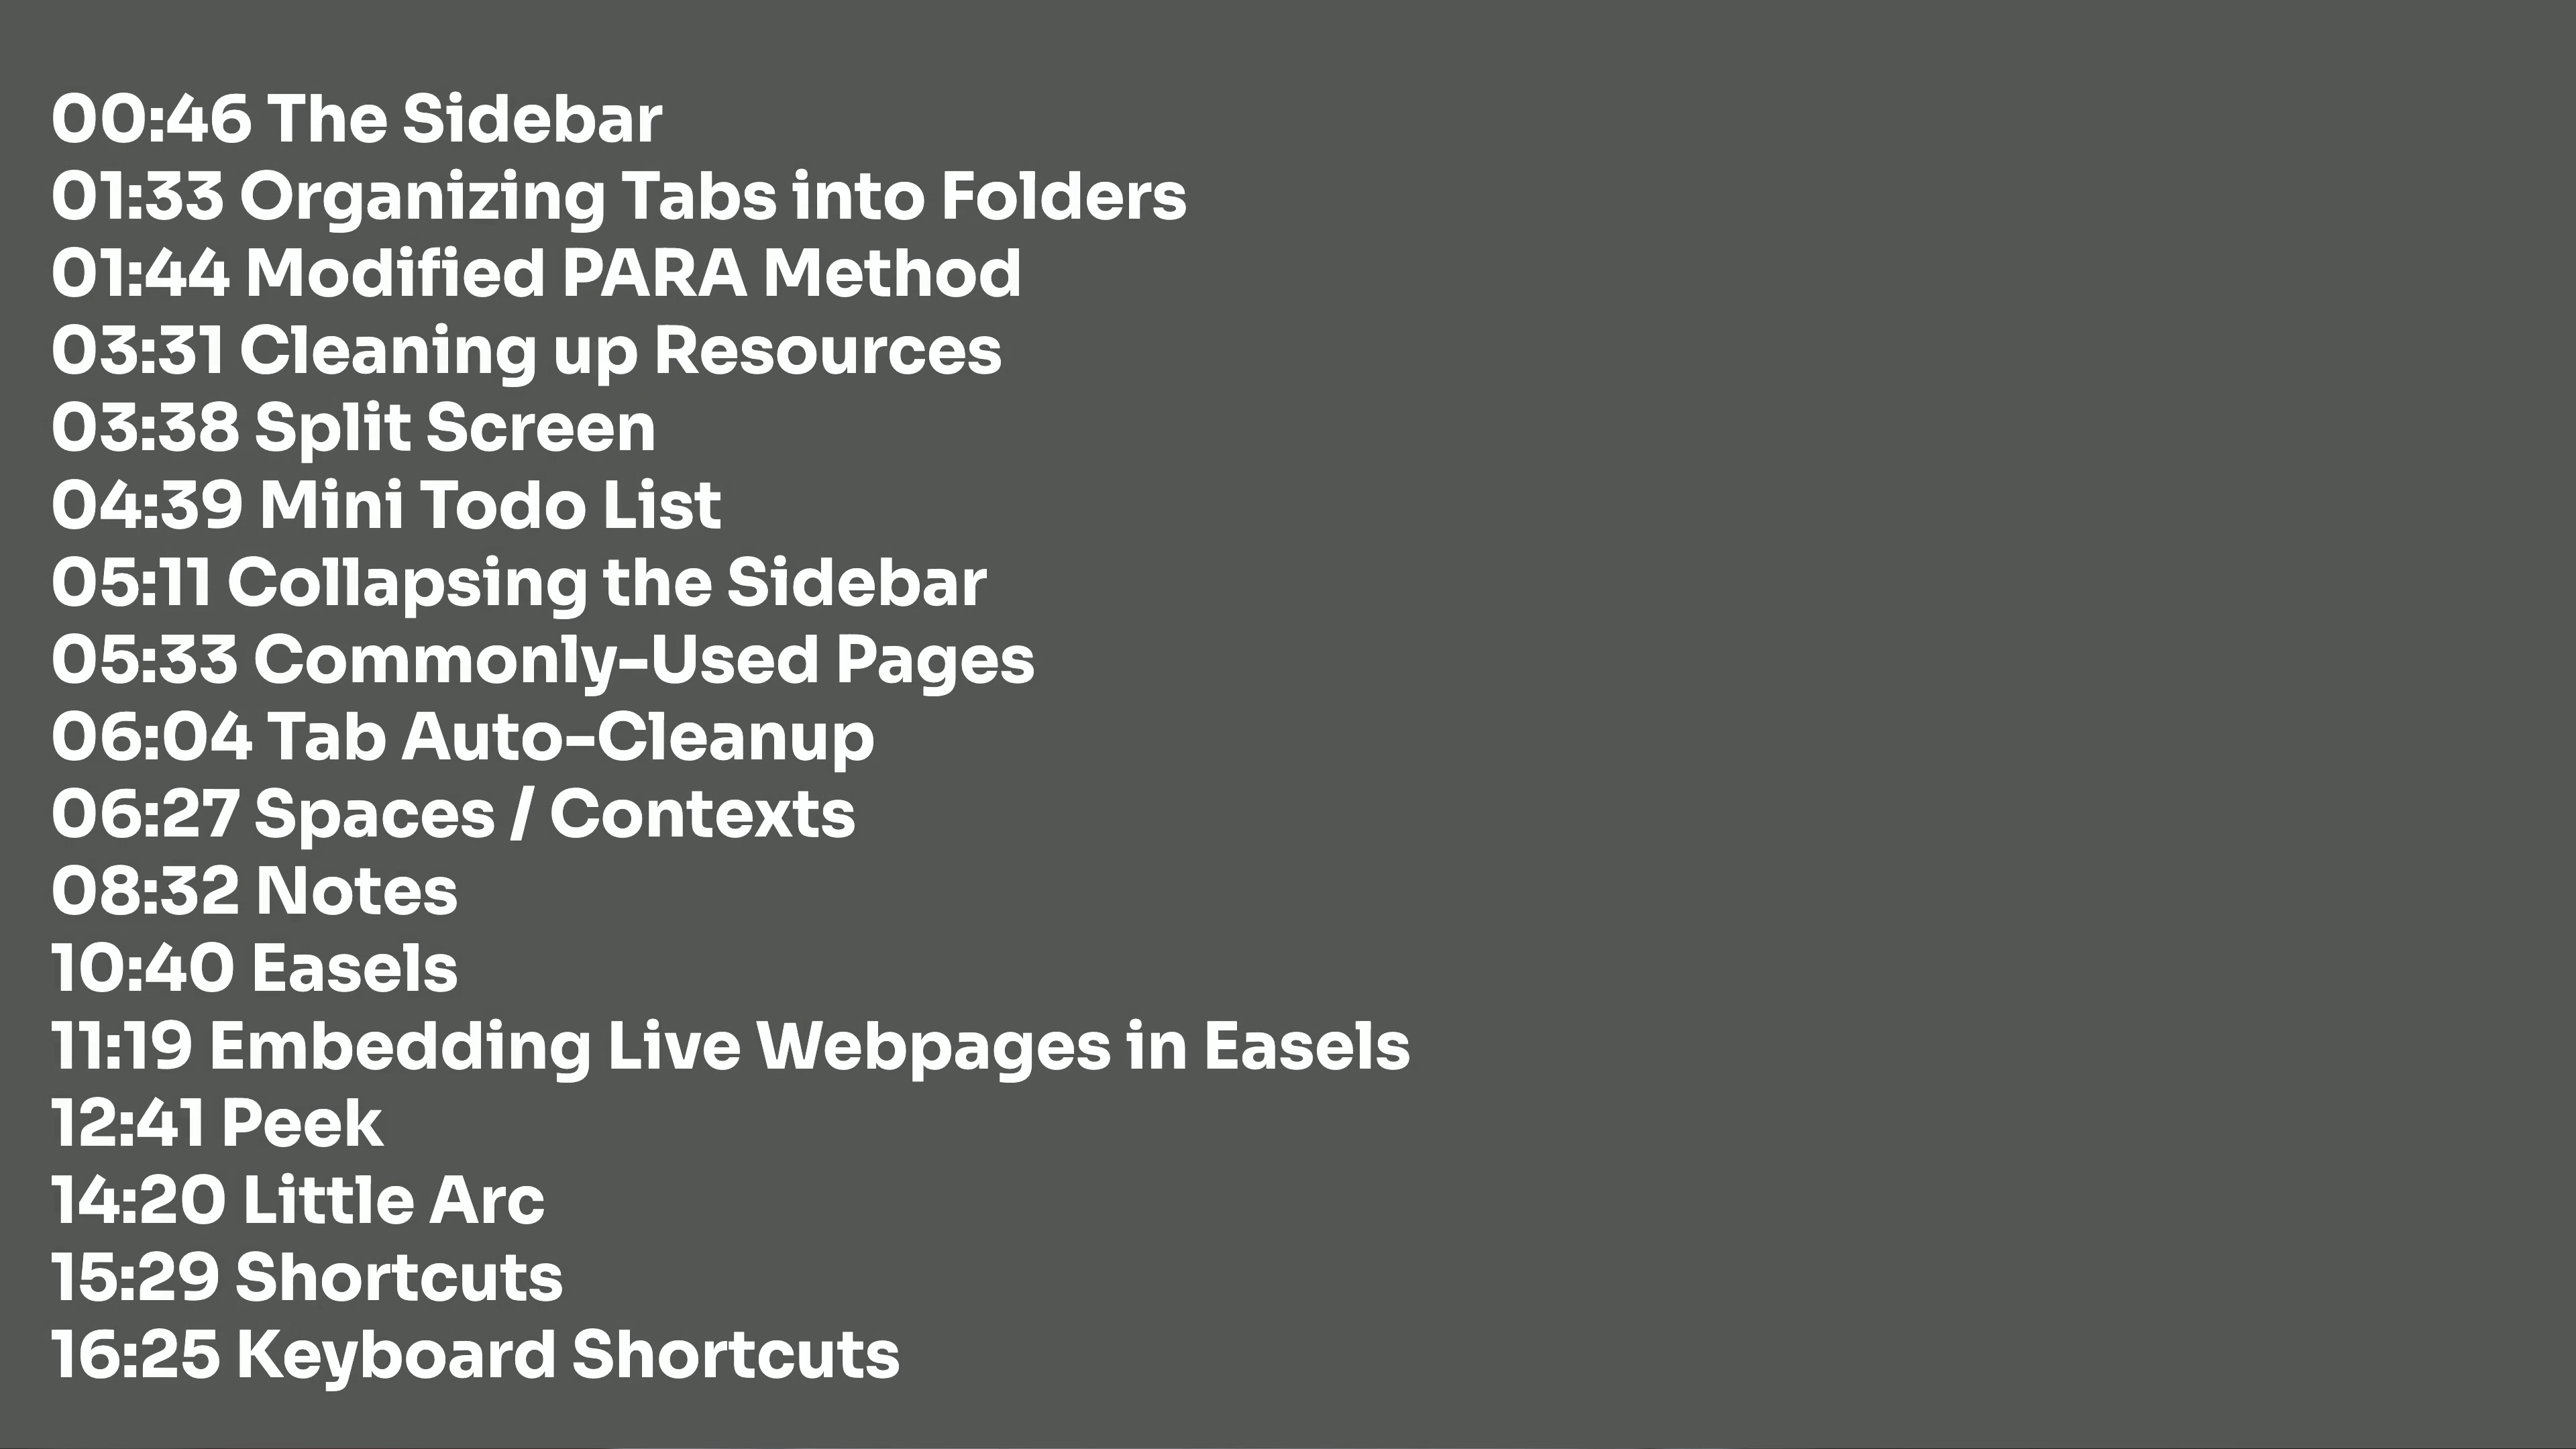 00:46 The Sidebar
01:33 Organizing Tabs into Folders
01:44 Modified PARA Method
03:31 Cleaning up Resources
03:38 Split Screen
04:39 Mini Todo List
05:11 Collapsing the Sidebar
05:33 Commonly-Used Pages
06:04 Tab Auto-Cleanup
06:27 Spaces / Contexts
08:32 Notes
10:40 Easels
11:19 Embedding Live Webpages in Easels
12:41 Peek
14:20 Little Arc
15:29 Shortcuts
16:25 Keyboard Shortcuts